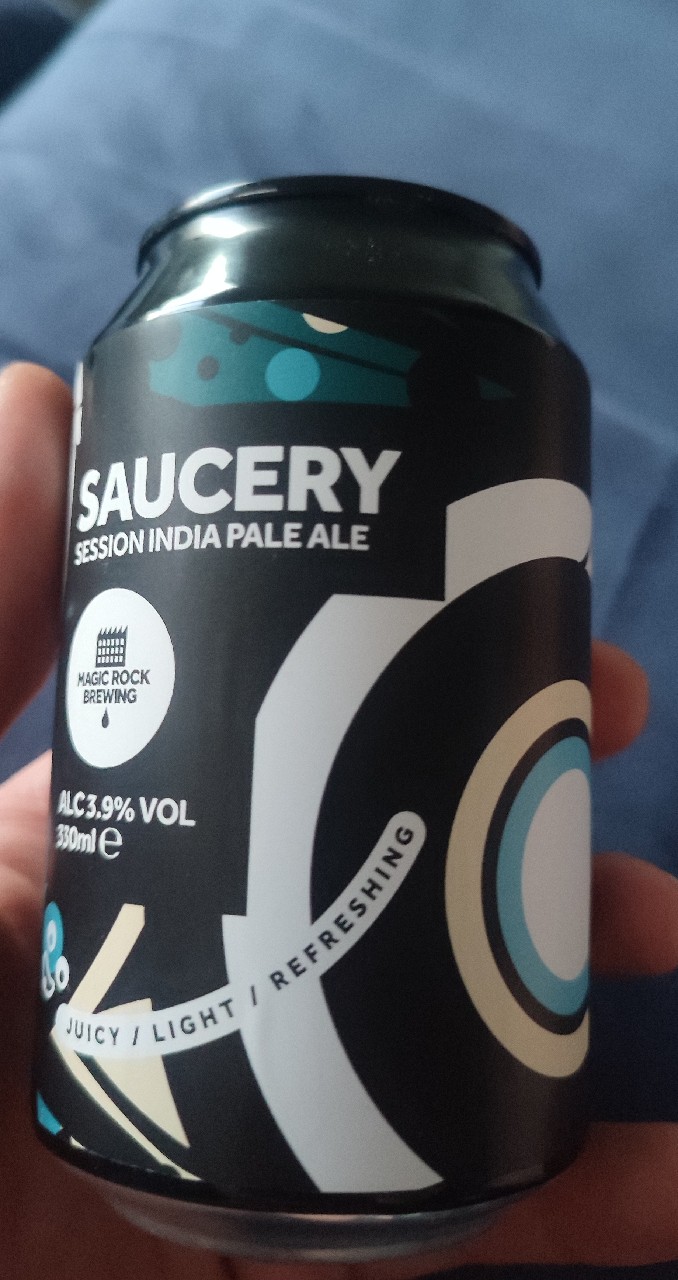 SAUCERY
SESSION INDIA PALE ALE
MAGIC ROCK
BREWING
ALC 3.9% VOL
330ml e
JUICY / LIGHT / REFRESHING